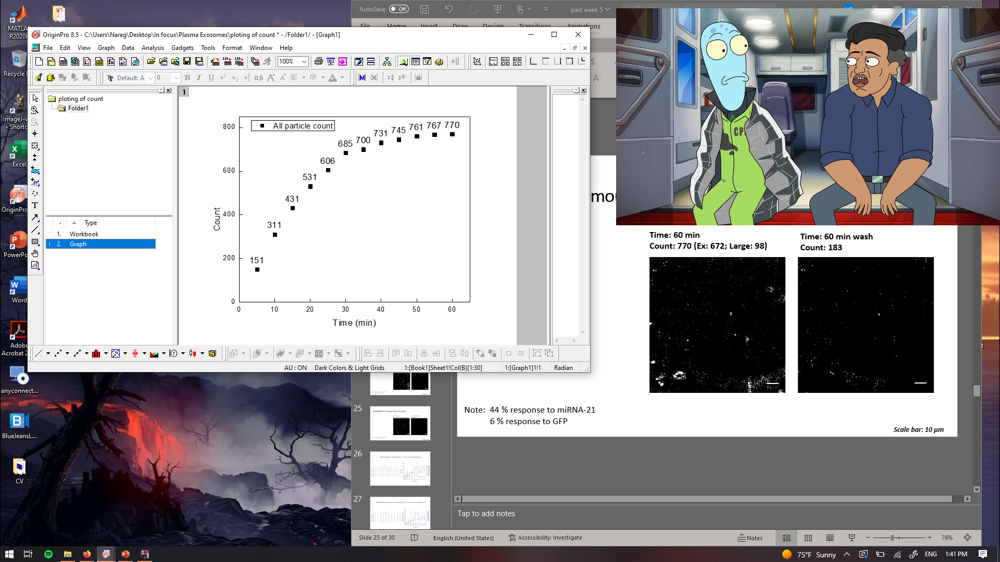 MATLAB
R2020b
Recycle
ImageJ-w
- Shortc
Excel
OriginPro
PowerPo
Word
Adobe
Acrobat 2
anyconnect...
BlueJeansL...
CV
AutoSave Off
past week 5
File Home Insert Draw Design Transitions Animations
OriginPro 8.5 - C:\Users\Nareg\Desktop\In focus\Plasma Exosomes\ploting of count * - /Folder1/ - [Graph1]
File Edit View Graph Data Analysis Gadgets Tools Format Window Help
100%
Default: A 0 B I U
ploting of count
Folder1
Type
1. Workbook
2. Graph
1
All particle count
Count
800
600
400
200
0
151
311
431
531
606
685
700
731
745
761
767
770
0 10 20 30 40 50 60
Time (min)
AU : ON Dark Colors & Light Grids 1:[Book1]Sheet1!Col(B)[1:30] 1:[Graph1]1!1 Radian
CP
mou
Time: 60 min
Count: 770 (Ex: 672; Large: 98)
Time: 60 min wash
Count: 183
Note: 44 % response to miRNA-21
6 % response to GFP
Scale bar: 10 µm
25
26
27
Tap to add notes
Slide 23 of 30 English (United States) Accessibility: Investigate Notes 76%
75°F Sunny ENG 1:41 PM